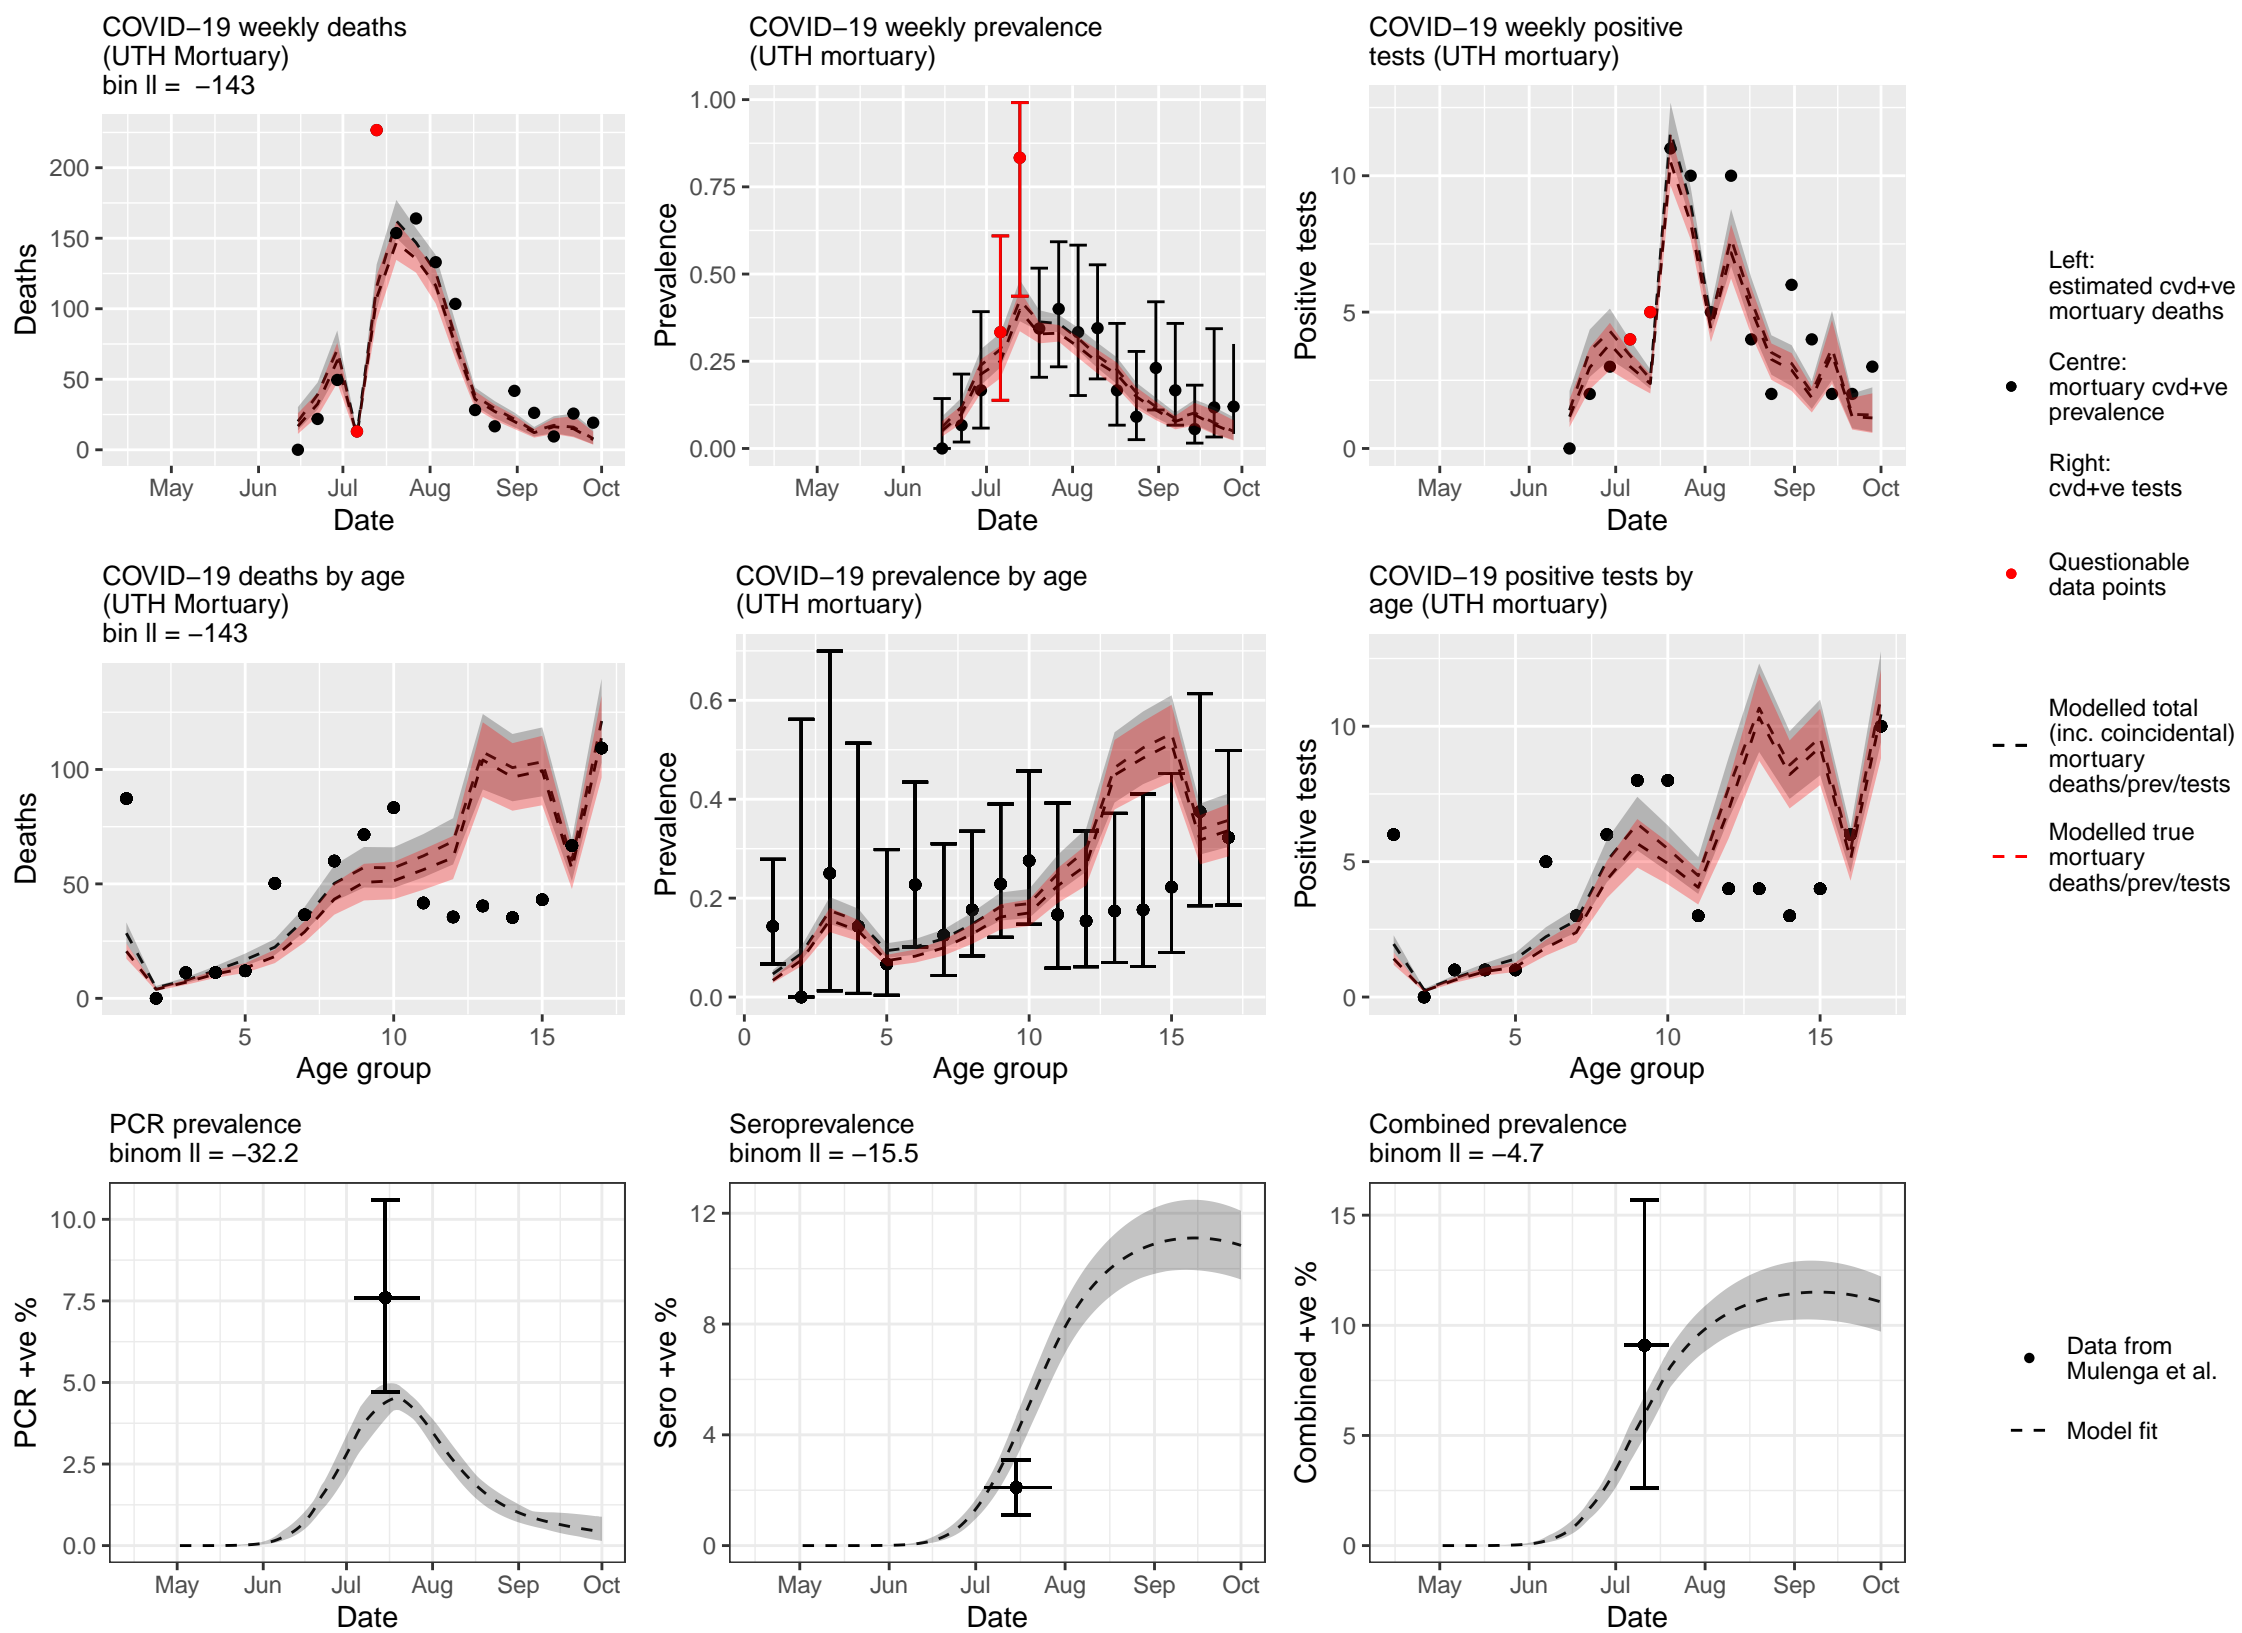 COVID−19 weekly deaths
(UTH Mortuary)
bin ll =  −143
Deaths
200
150
100
50
0
May Jun Jul Aug Sep Oct
Date
COVID−19 weekly prevalence
(UTH mortuary)
Prevalence
1.00
0.75
0.50
0.25
0.00
May Jun Jul Aug Sep Oct
Date
COVID−19 weekly positive
tests (UTH mortuary)
Positive tests
10
5
0
May Jun Jul Aug Sep Oct
Date
Left:
estimated cvd+ve
mortuary deaths
Centre:
mortuary cvd+ve
prevalence
Right:
cvd+ve tests
Questionable
data points
COVID−19 deaths by age
(UTH Mortuary)
bin ll = −143
Deaths
100
50
0
5 10 15
Age group
COVID−19 prevalence by age
(UTH mortuary)
Prevalence
0.6
0.4
0.2
0.0
0 5 10 15
Age group
COVID−19 positive tests by
age (UTH mortuary)
Positive tests
10
5
0
5 10 15
Age group
Modelled total
(inc. coincidental)
mortuary
deaths/prev/tests
Modelled true
mortuary
deaths/prev/tests
PCR prevalence
binom ll = −32.2
PCR +ve %
10.0
7.5
5.0
2.5
0.0
May Jun Jul Aug Sep Oct
Date
Seroprevalence
binom ll = −15.5
Sero +ve %
12
8
4
0
May Jun Jul Aug Sep Oct
Date
Combined prevalence
binom ll = −4.7
Combined +ve %
15
10
5
0
May Jun Jul Aug Sep Oct
Date
Data from
Mulenga et al.
Model fit